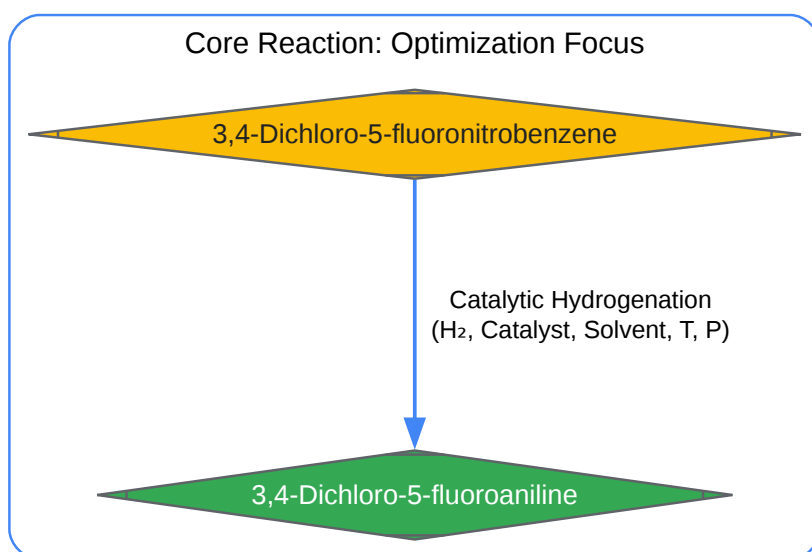 Core Reaction: Optimization Focus
3,4-Dichloro-5-fluoronitrobenzene
Catalytic Hydrogenation
(H₂, Catalyst, Solvent, T, P)
3,4-Dichloro-5-fluoroaniline